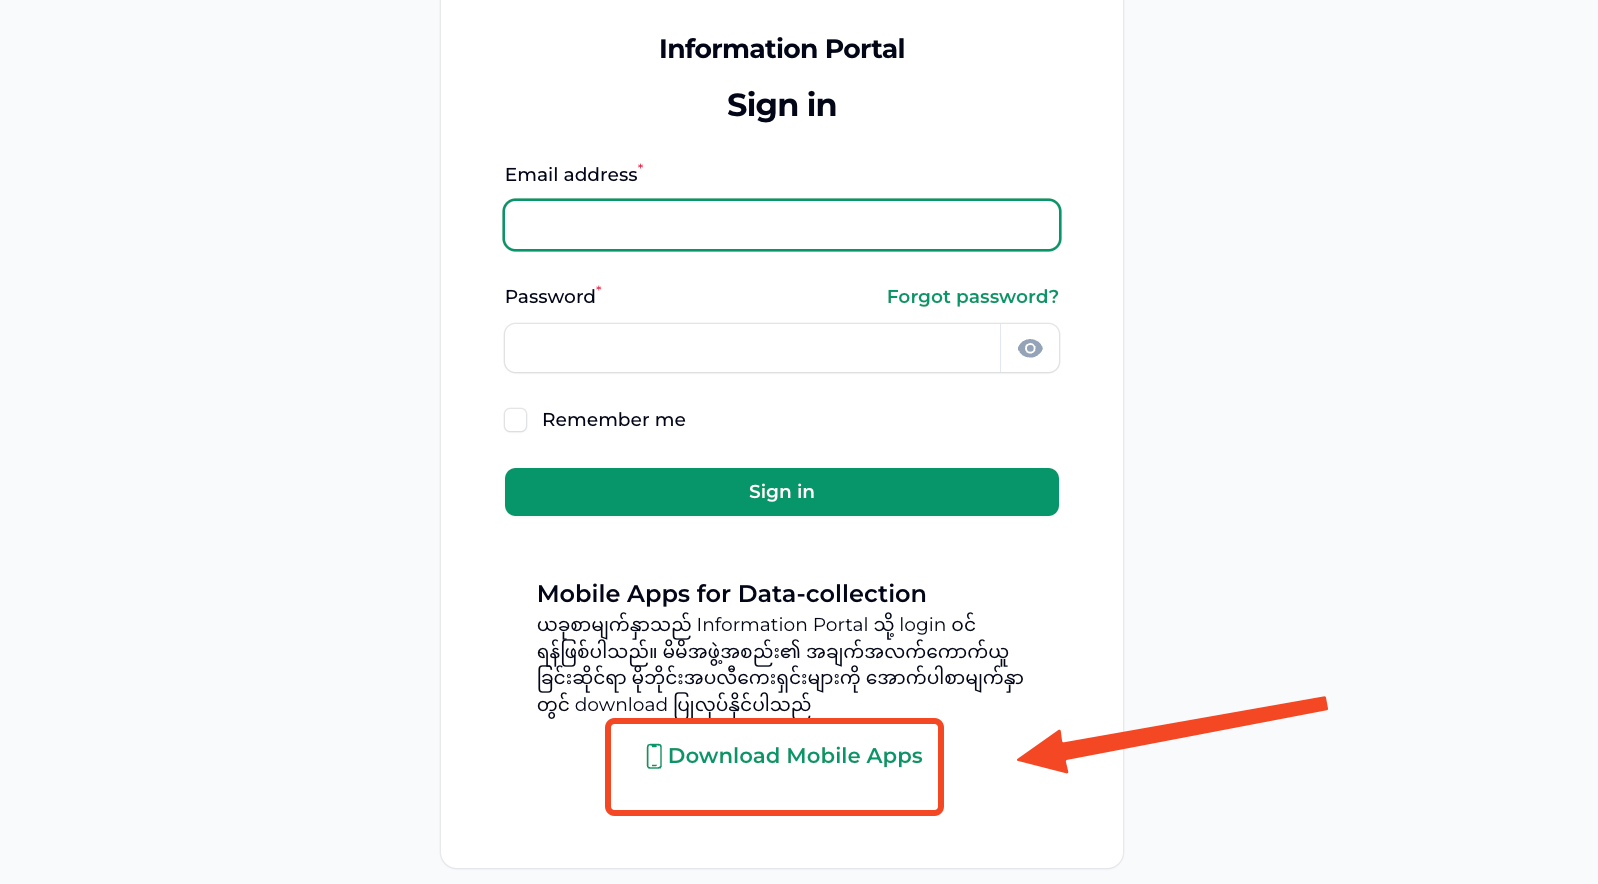 Information Portal
Sign in
Email address*
Password*
Forgot password?
Remember me
Sign in
Mobile Apps for Data-collection
ယခုစာမျက်နှာသည် Information Portal သို့ login ဝင်
ရန်ဖြစ်ပါသည်။ မိမိအဖွဲ့အစည်း၏ အချက်အလက်ကောက်ယူ
ခြင်းဆိုင်ရာ မိုဘိုင်းအပလီကေးရှင်းများကို အောက်ပါစာမျက်နှာ
တွင် download ပြုလုပ်နိုင်ပါသည်
Download Mobile Apps